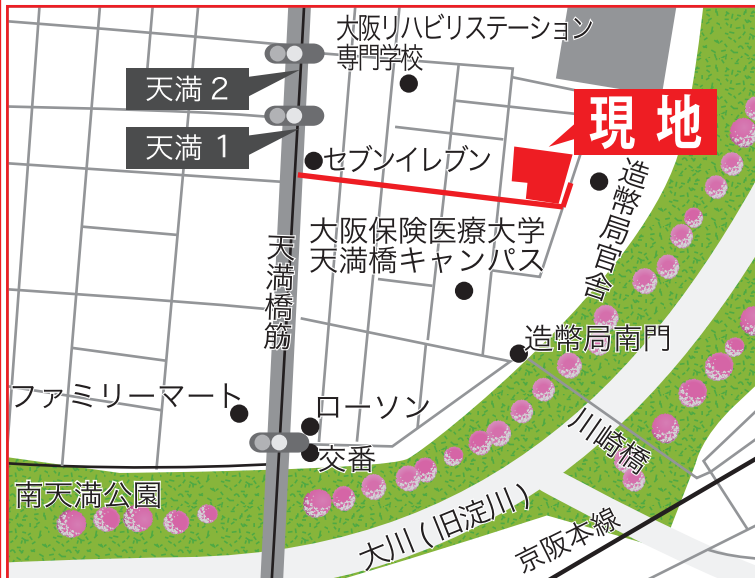 大阪リハビリステーション
専門学校
天満 2
天満 1
現 地
セブンイレブン
造幣局官舎
大阪保険医療大学
天満橋キャンパス
天満橋筋
造幣局南門
ファミリーマート
ローソン
川崎橋
交番
南天満公園
大川 ( 旧淀川 )
京阪本線